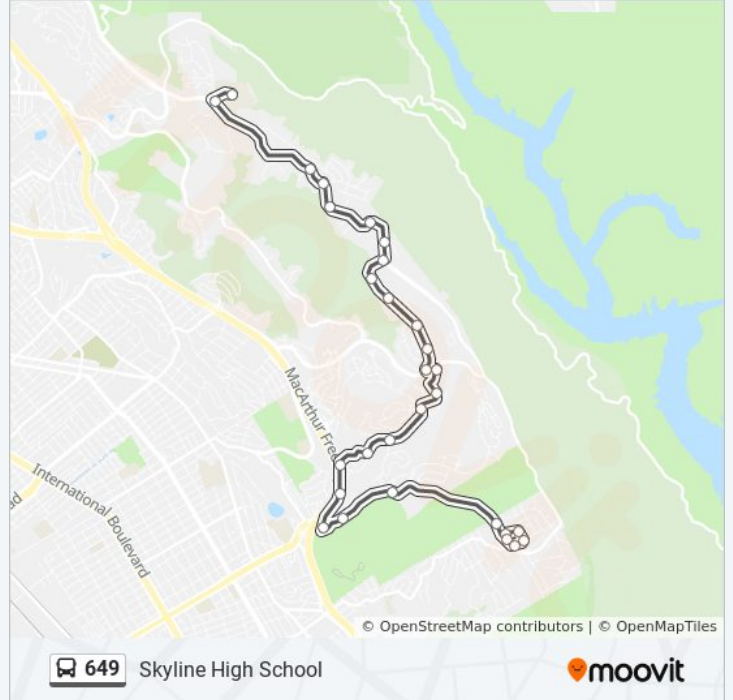 MacArthur Free
International Boulevard
ad
© OpenStreetMap contributors | © OpenMapTiles
649 Skyline High School
moovit